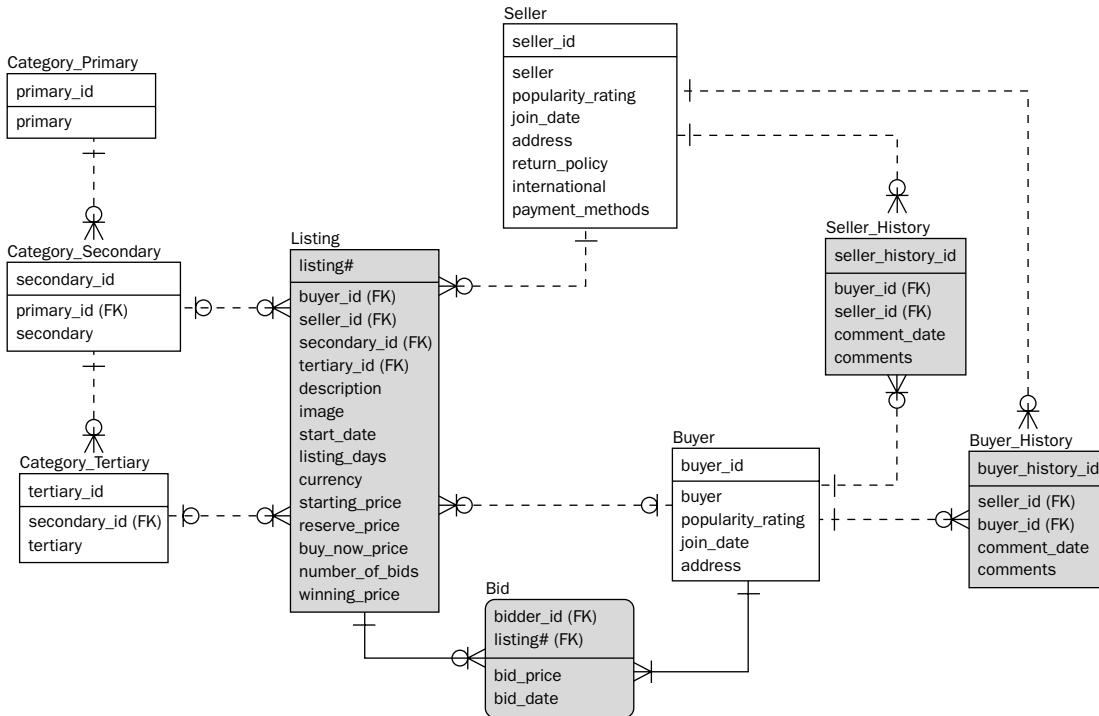 Category_Primary
primary_id
primary
Category_Secondary
secondary_id
primary_id (FK)
secondary
Category_Tertiary
tertiary_id
secondary_id (FK)
tertiary
Listing
listing#
buyer_id (FK)
seller_id (FK)
secondary_id (FK)
tertiary_id (FK)
description
image
start_date
listing_days
currency
starting_price
reserve_price
buy_now_price
number_of_bids
winning_price
Seller
seller_id
seller
popularity_rating
join_date
address
return_policy
international
payment_methods
Seller_History
seller_history_id
buyer_id (FK)
seller_id (FK)
comment_date
comments
Buyer
buyer_id
buyer
popularity_rating
join_date
address
Buyer_History
buyer_history_id
seller_id (FK)
buyer_id (FK)
comment_date
comments
Bid
bidder_id (FK)
listing# (FK)
bid_price
bid_date